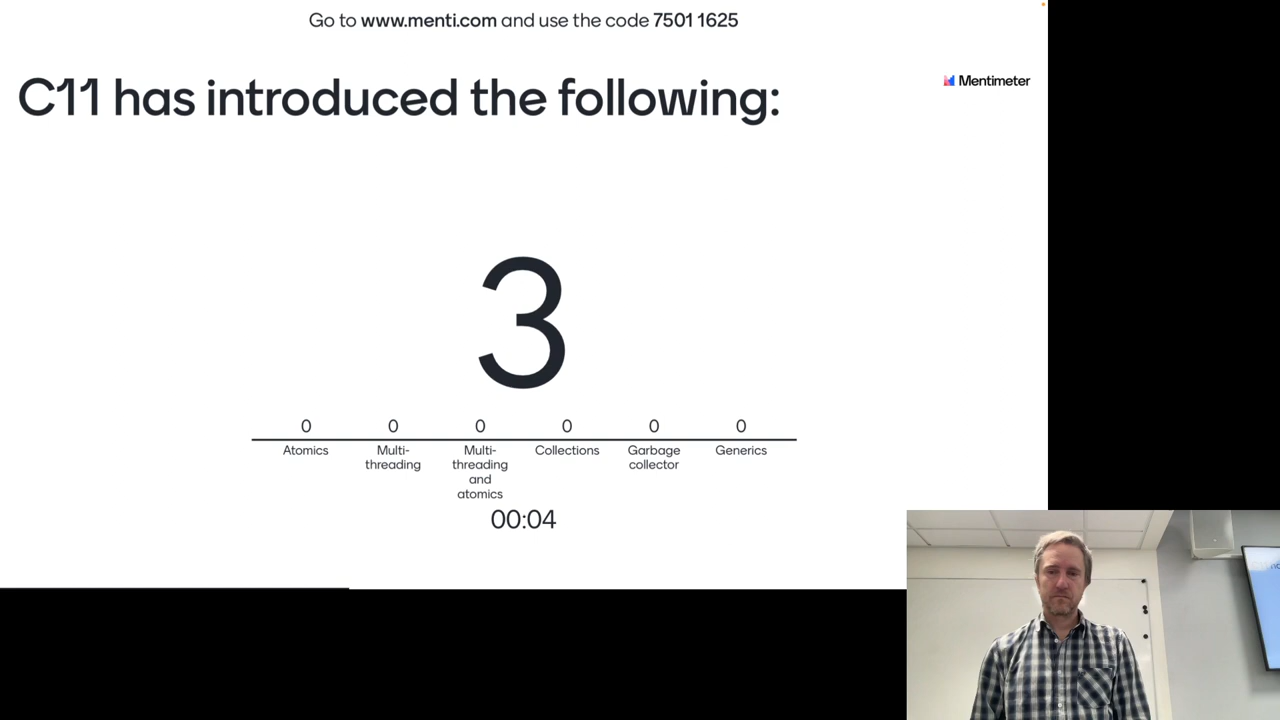 Go to www.menti.com and use the code 7501 1625
Mentimeter
C11 has introduced the following:
3
0 0 0 0 0 0
Atomics Multi- Multi- Collections Garbage Generics
threading threading collector
and
atomics
00:04